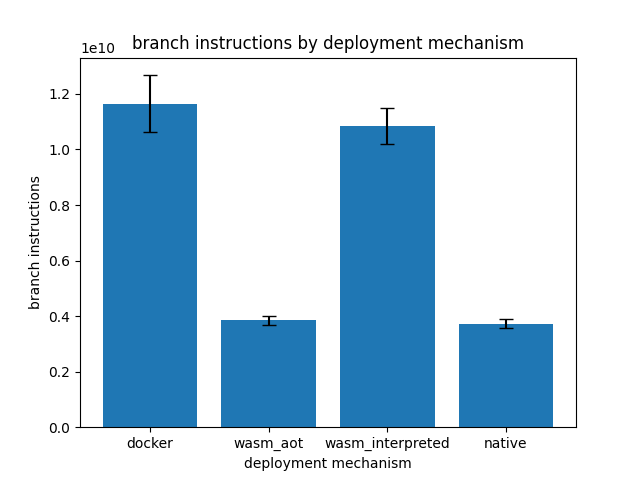 branch instructions by deployment mechanism
1e10
1.2
1.0
0.8
0.6
0.4
0.2
0.0
branch instructions
docker
wasm_aot
wasm_interpreted
native
deployment mechanism